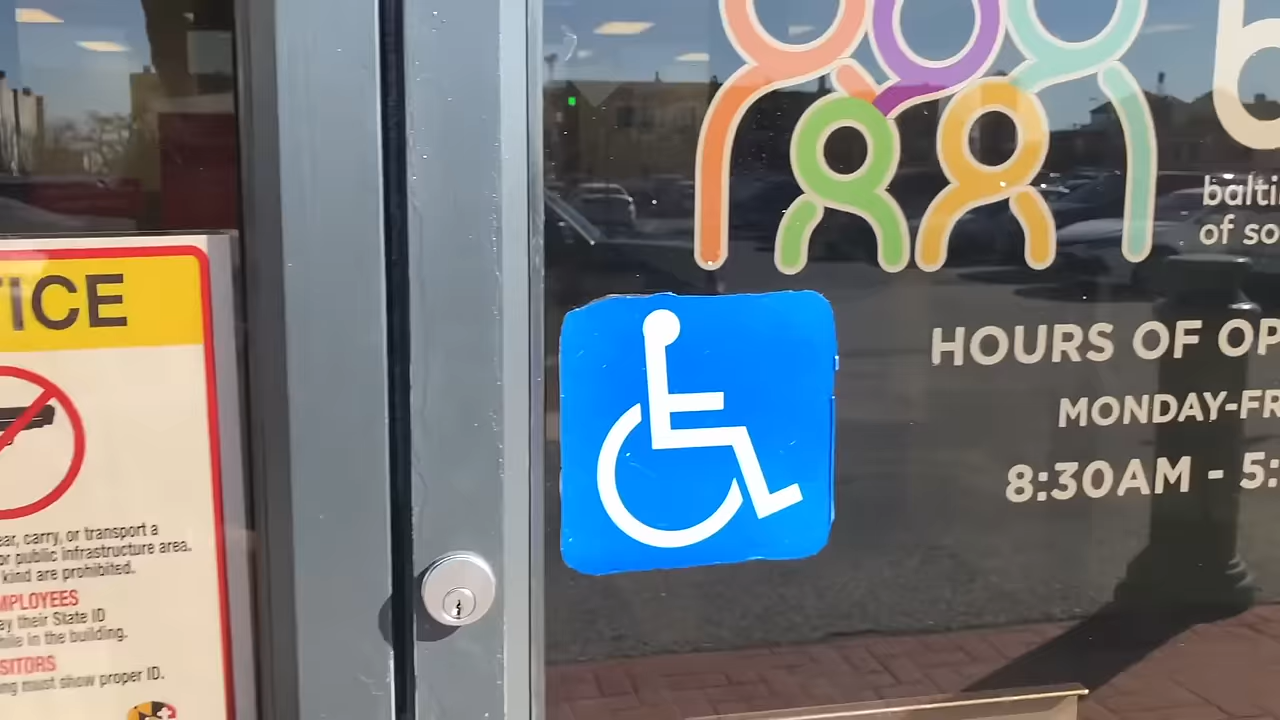 ICE
ear, carry, or transport a
or public infrastructure area.
kind are prohibited.
MPLOYEES
ay their State ID
hile in the building.
SITORS
ng must show proper ID.
b
balti
of so
HOURS OF OP
MONDAY-FR
8:30AM - 5: